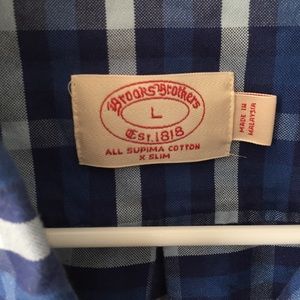 Brooks Brothers
L
Est. 1818
ALL SUPIMA COTTON
X-SLIM
MADE IN
MALAYSIA